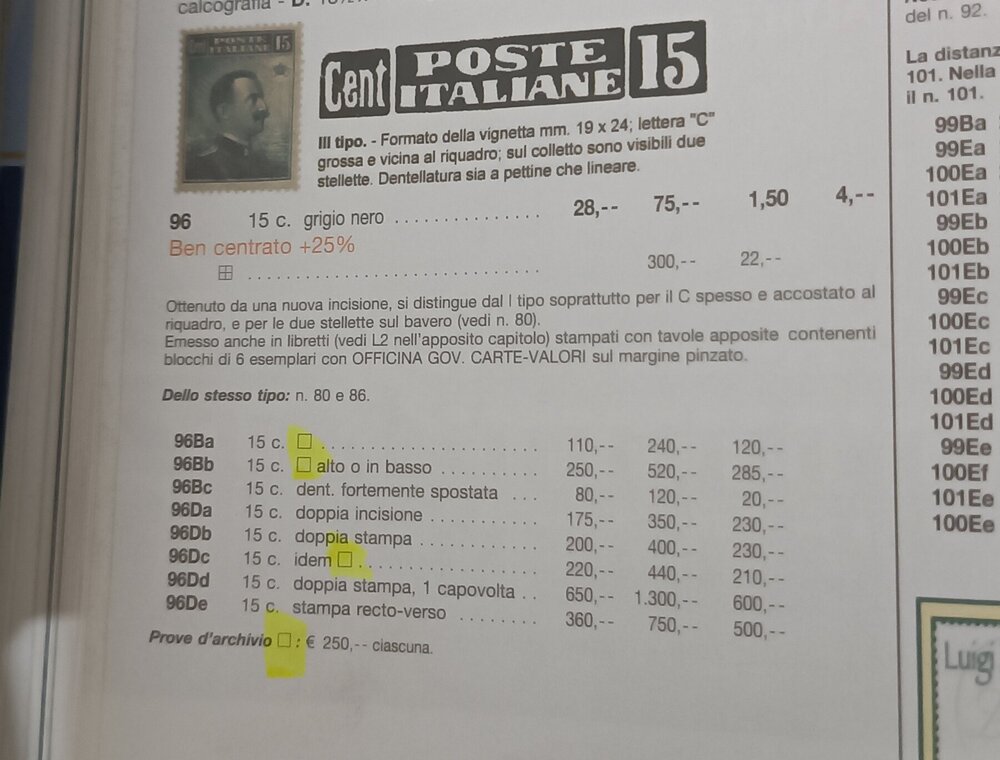 calcografia - D.
Cent POSTE ITALIANE 15
Cent POSTE ITALIANE 15
III tipo. - Formato della vignetta mm. 19 x 24; lettera "C"
grossa e vicina al riquadro; sul colletto sono visibili due
stellette. Dentellatura sia a pettine che lineare.
96 15 c. grigio nero ............... 28,-- 75,-- 1,50 4,--
Ben centrato +25%
⊞ .............................. 300,-- 22,--
Ottenuto da una nuova incisione, si distingue dal I tipo soprattutto per il C spesso e accostato al
riquadro, e per le due stellette sul bavero (vedi n. 80).
Emesso anche in libretti (vedi L2 nell'apposito capitolo) stampati con tavole apposite contenenti
blocchi di 6 esemplari con OFFICINA GOV. CARTE-VALORI sul margine pinzato.
Dello stesso tipo: n. 80 e 86.
96Ba 15 c. □ ...................... 110,-- 240,-- 120,--
96Bb 15 c. □ alto o in basso .......... 250,-- 520,-- 285,--
96Bc 15 c. dent. fortemente spostata ... 80,-- 120,-- 20,--
96Da 15 c. doppia incisione ........... 175,-- 350,-- 230,--
96Db 15 c. doppia stampa ............ 200,-- 400,-- 230,--
96Dc 15 c. idem □ .................. 220,-- 440,-- 210,--
96Dd 15 c. doppia stampa, 1 capovolta .. 650,-- 1.300,-- 600,--
96De 15 c. stampa recto-verso ........ 360,-- 750,-- 500,--
Prove d'archivio □ : € 250,-- ciascuna.
del n. 92.
La distanz
101. Nella
il n. 101.
99Ba
99Ea
100Ea
101Ea
99Eb
100Eb
101Eb
99Ec
100Ec
101Ec
99Ed
100Ed
101Ed
99Ee
100Ef
101Ee
100Ee
Luigi